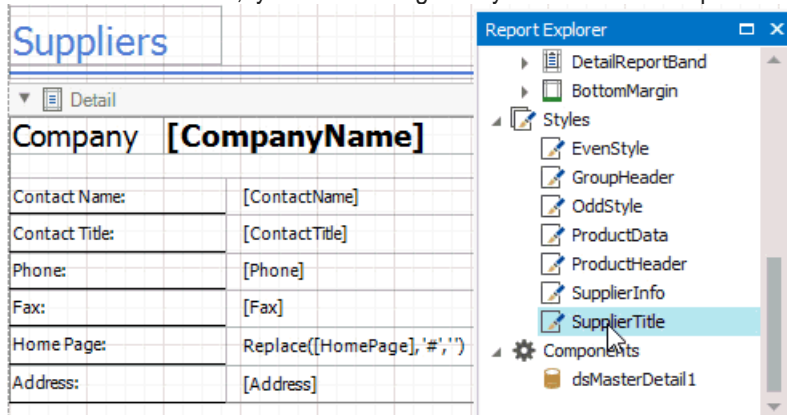 Suppliers
Detail
Company [CompanyName]
Contact Name: [ContactName]
Contact Title: [ContactTitle]
Phone: [Phone]
Fax: [Fax]
Home Page: Replace([HomePage],'#','')
Address: [Address]
Report Explorer
DetailReportBand
BottomMargin
Styles
EvenStyle
GroupHeader
OddStyle
ProductData
ProductHeader
SupplierInfo
SupplierTitle
Components
dsMasterDetail1